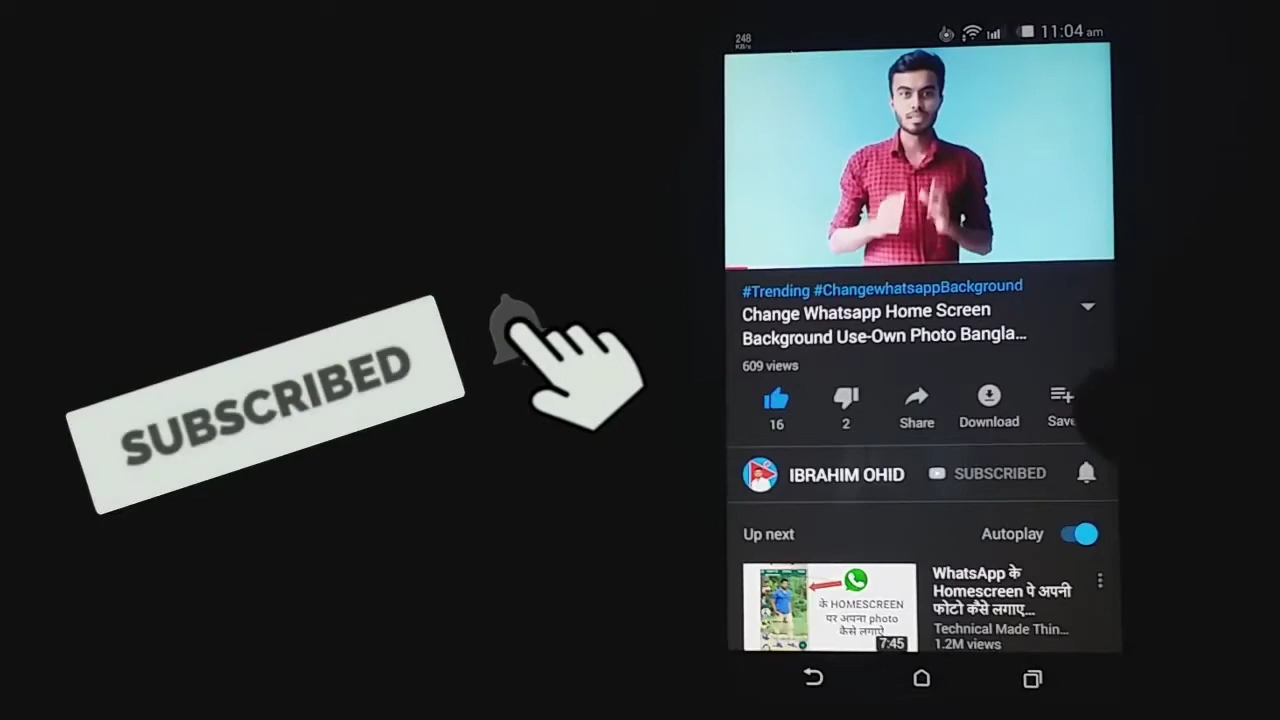 SUBSCRIBED
248
KB/s
11:04 am
#Trending #ChangewhatsappBackground
Change Whatsapp Home Screen
Background Use-Own Photo Bangla...
609 views
16
2
Share
Download
Save
IBRAHIM OHID
SUBSCRIBED
Up next
Autoplay
के HOMESCREEN
पर अपना photo
कैसे लगाऐ
7:45
WhatsApp के
Homescreen पे अपनी
फोटो कैसे लगाए...
Technical Made Thin...
1.2M views